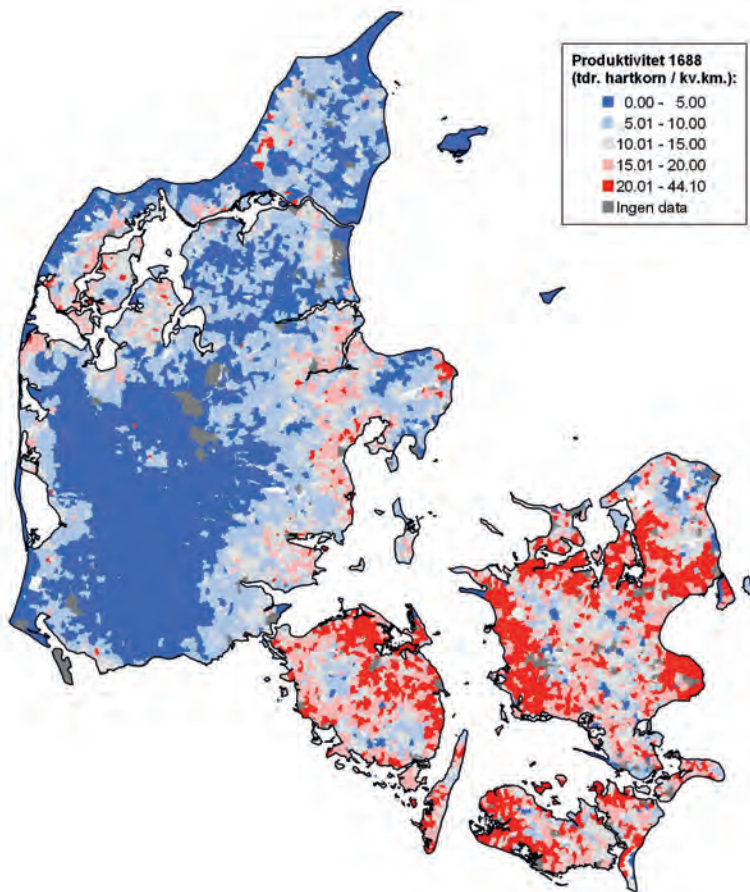 Produktivitet 1688
(tdr. hartkorn / kv.km.):
0.00 - 5.00
5.01 - 10.00
10.01 - 15.00
15.01 - 20.00
20.01 - 44.10
Ingen data